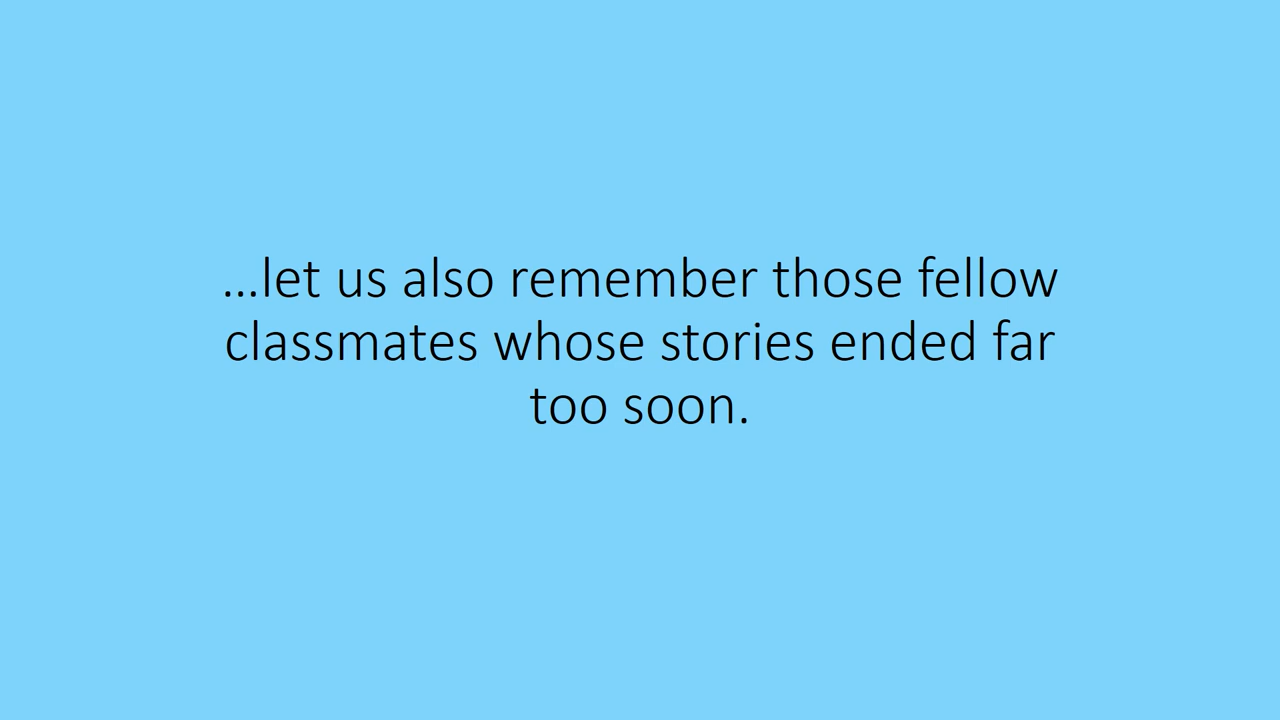 ...let us also remember those fellow
classmates whose stories ended far
too soon.